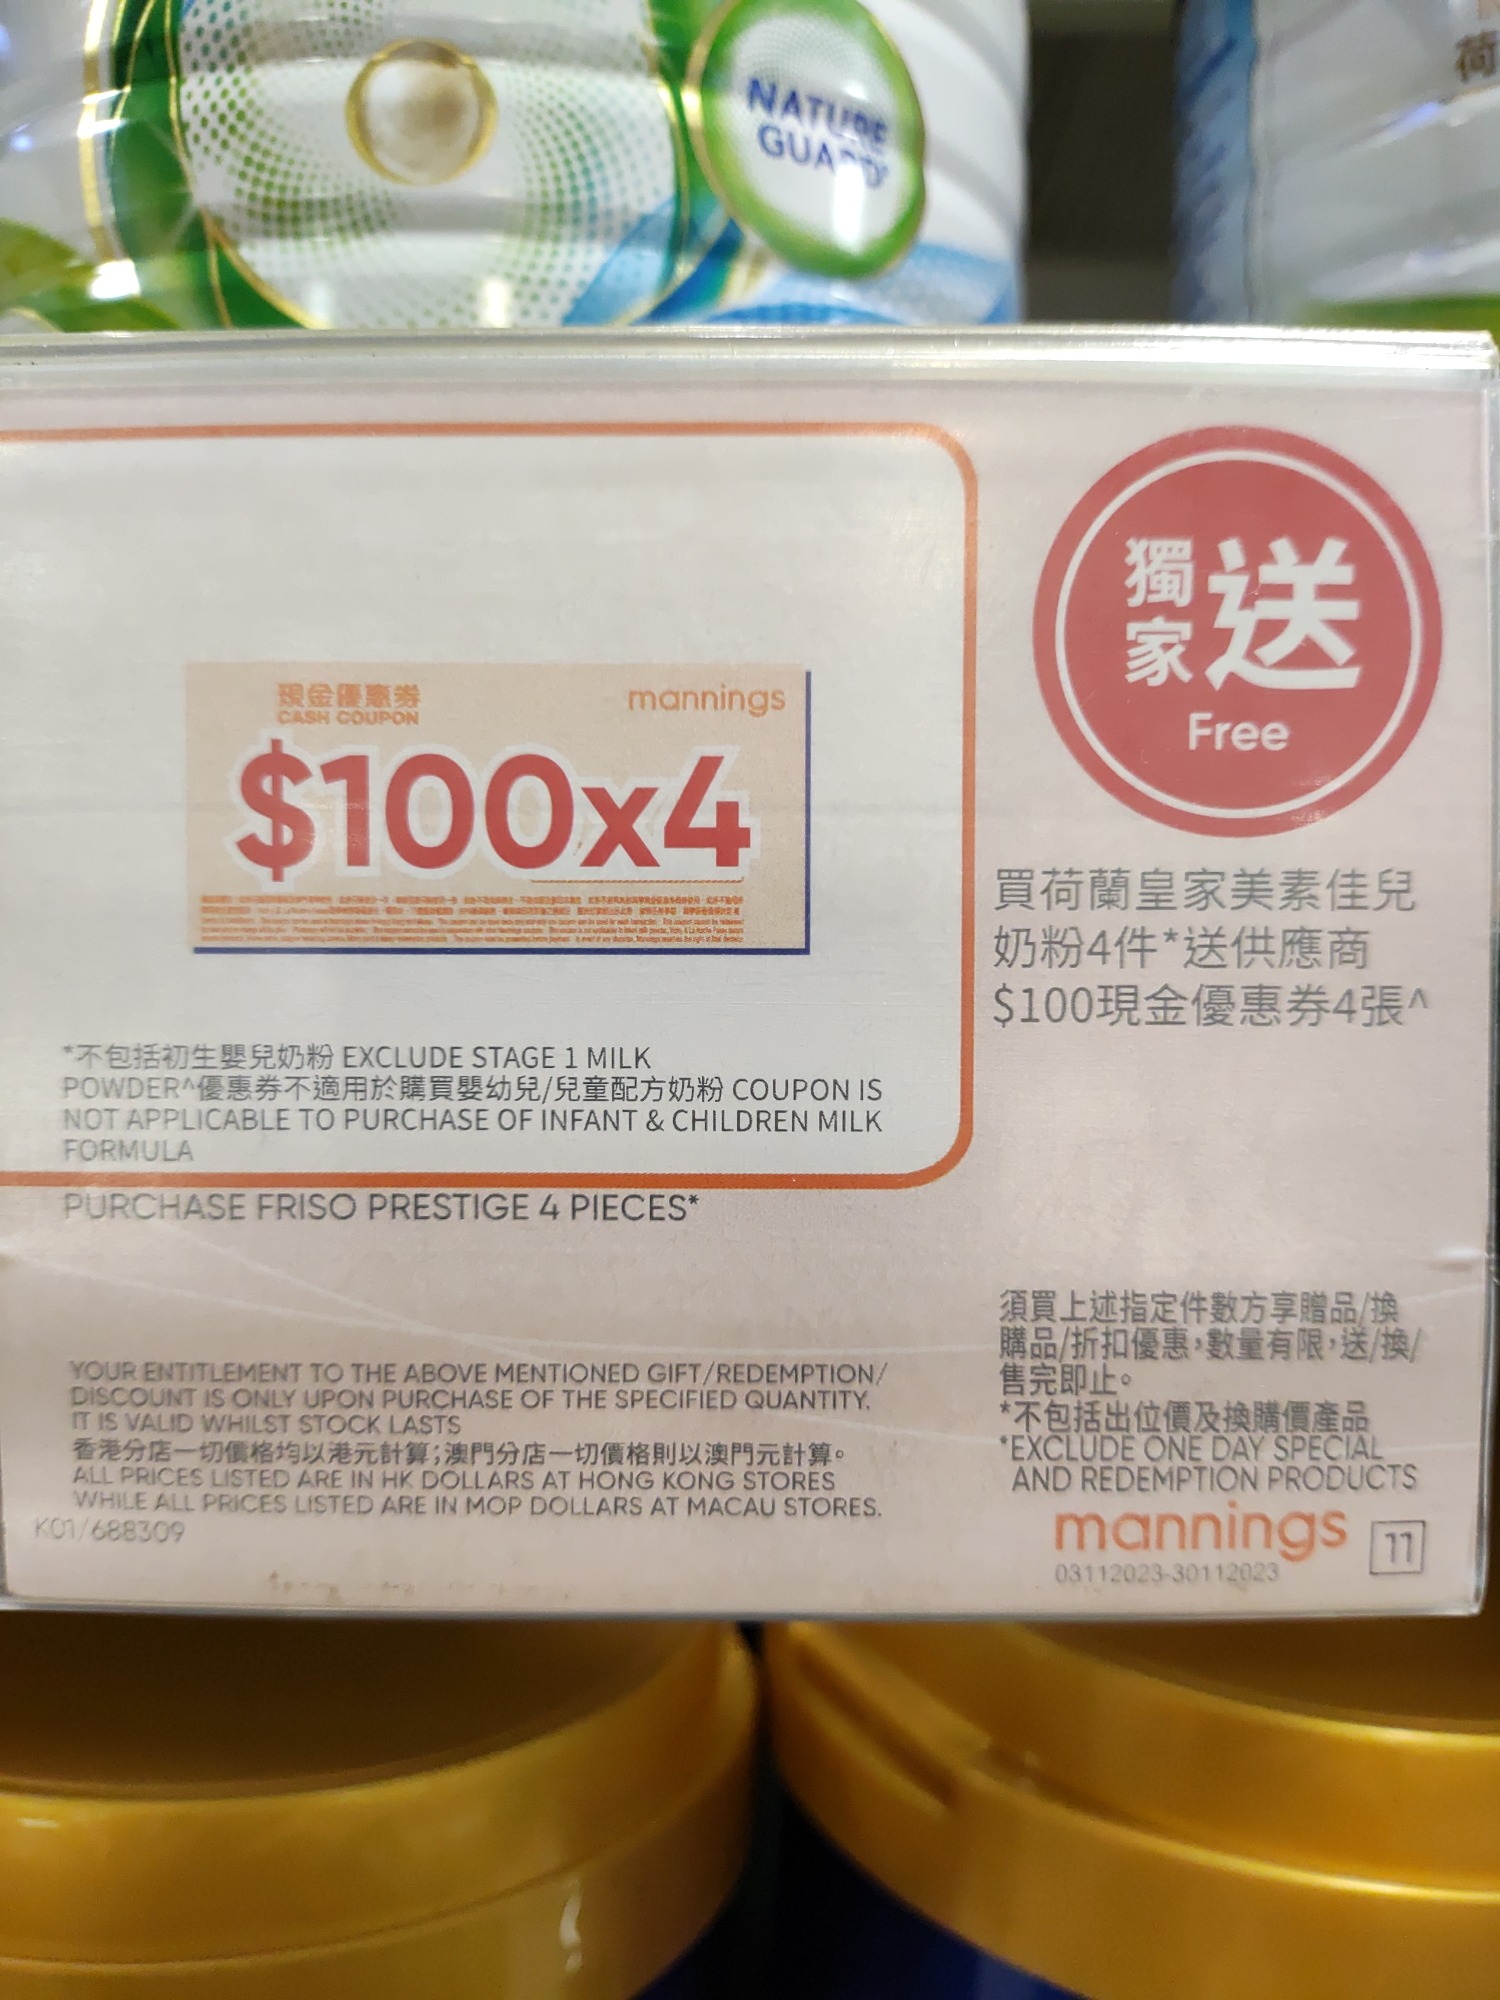 NATURE
GUARD
荷
獨家送
Free
現金優惠券
CASH COUPON
mannings
$100x4
買荷蘭皇家美素佳兒
奶粉4件*送供應商
$100現金優惠券4張^
*不包括初生嬰兒奶粉 EXCLUDE STAGE 1 MILK
POWDER^優惠券不適用於購買嬰幼兒/兒童配方奶粉 COUPON IS
NOT APPLICABLE TO PURCHASE OF INFANT & CHILDREN MILK
FORMULA
PURCHASE FRISO PRESTIGE 4 PIECES*
YOUR ENTITLEMENT TO THE ABOVE MENTIONED GIFT/REDEMPTION/
DISCOUNT IS ONLY UPON PURCHASE OF THE SPECIFIED QUANTITY.
IT IS VALID WHILST STOCK LASTS
香港分店一切價格均以港元計算；澳門分店一切價格則以澳門元計算。
ALL PRICES LISTED ARE IN HK DOLLARS AT HONG KONG STORES
WHILE ALL PRICES LISTED ARE IN MOP DOLLARS AT MACAU STORES.
K01/688309
須買上述指定件數方享贈品/換
購品/折扣優惠，數量有限，送/換/
售完即止。
*不包括出位價及換購價產品
*EXCLUDE ONE DAY SPECIAL
AND REDEMPTION PRODUCTS
mannings
11
03112023-30112023